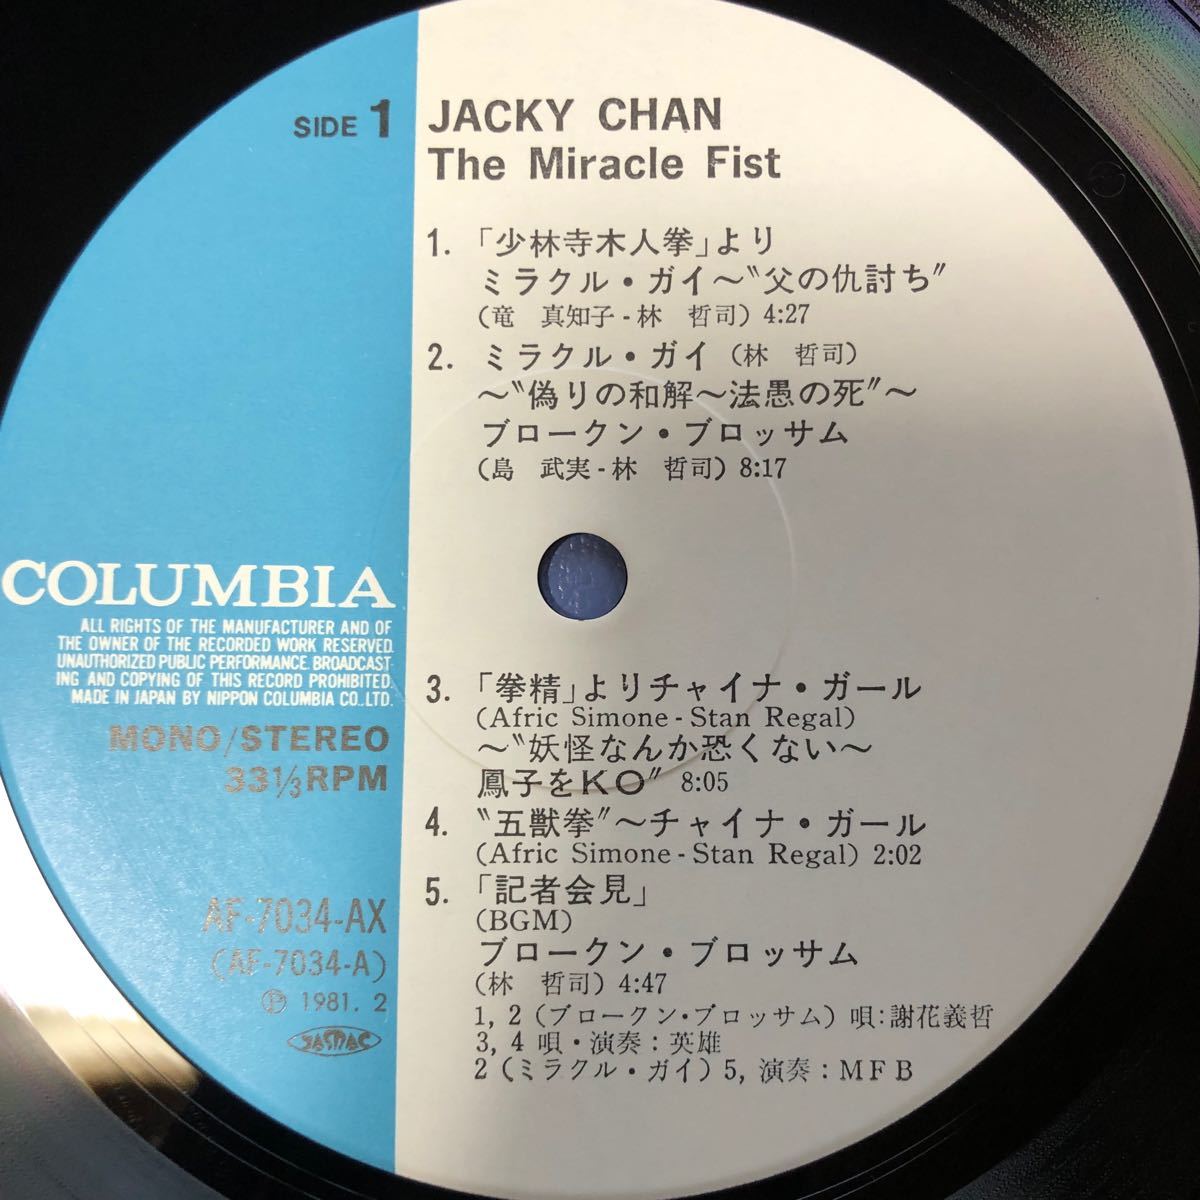 SIDE 1
JACKY CHAN
The Miracle Fist
1. 「少林寺木人拳」より
ミラクル・ガイ〜〝父の仇討ち〟
(竜　真知子-林　哲司) 4:27
2. ミラクル・ガイ (林　哲司)
〜〝偽りの和解〜法愚の死〟〜
ブロークン・ブロッサム
(島　武実-林　哲司) 8:17
COLUMBIA
ALL RIGHTS OF THE MANUFACTURER AND OF
THE OWNER OF THE RECORDED WORK RESERVED.
UNAUTHORIZED PUBLIC PERFORMANCE. BROADCAST-
ING AND COPYING OF THIS RECORD PROHIBITED.
MADE IN JAPAN BY NIPPON COLUMBIA CO., LTD.
MONO/STEREO
33 1/3 RPM
3. 「拳精」よりチャイナ・ガール
(Afric Simone-Stan Regal)
〜〝妖怪なんか恐くない〜
鳳子をKO〟 8:05
4. 〝五獣拳〟〜チャイナ・ガール
(Afric Simone-Stan Regal) 2:02
5. 「記者会見」
(BGM)
ブロークン・ブロッサム
(林　哲司) 4:47
1, 2 (ブロークン・ブロッサム) 唄:謝花義哲
3, 4 唄・演奏:英雄
2 (ミラクル・ガイ) 5, 演奏:MFB
AF-7034-AX
(AF-7034-A)
Ⓟ 1981. 2
JASRAC